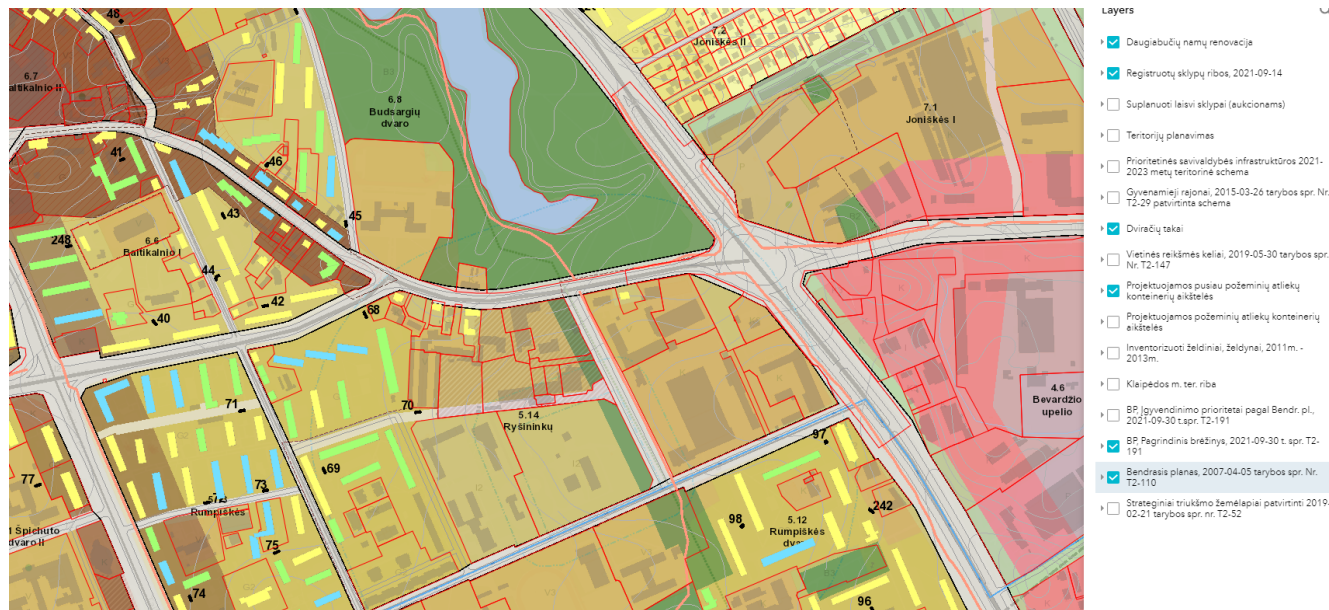 48
7.2
Joniškės II
6.7
altikalnio II
6.8
Budsargių
dvaro
7.1
Joniškės I
41
46
43
45
248
6.6
Baltikalnio I
44
42
40
68
4.6
Bevardžio
upelio
71
70
5.14
Ryšininkų
97
69
77
73
Rumpiškės
98
5.12
Rumpiškės
242
1 Špichuto
dvaro II
75
74
96
Layers
Daugiabučių namų renovacija
Registruotų sklypų ribos, 2021-09-14
Suplanuoti laisvi sklypai (aukcionams)
Teritorijų planavimas
Prioritetinės savivaldybės infrastruktūros 2021-
2023 metų teritorinė schema
Gyvenamieji rajonai, 2015-03-26 tarybos spr. Nr.
T2-29 patvirtinta schema
Dviračių takai
Vietinės reikšmės keliai, 2019-05-30 tarybos spr.
Nr. T2-147
Projektuojamos pusiau požeminių atliekų
konteinerių aikštelės
Projektuojamos požeminių atliekų konteinerių
aikštelės
Inventorizuoti želdiniai, želdynai, 2011m. -
2013m.
Klaipėdos m. ter. riba
BP, Įgyvendinimo prioritetai pagal Bendr. pl.,
2021-09-30 t.spr. T2-191
BP, Pagrindinis brėžinys, 2021-09-30 t. spr. T2-
191
Bendrasis planas, 2007-04-05 tarybos spr. Nr.
T2-110
Strateginiai triukšmo žemėlapiai patvirtinti 2019-
02-21 tarybos spr. nr. T2-52